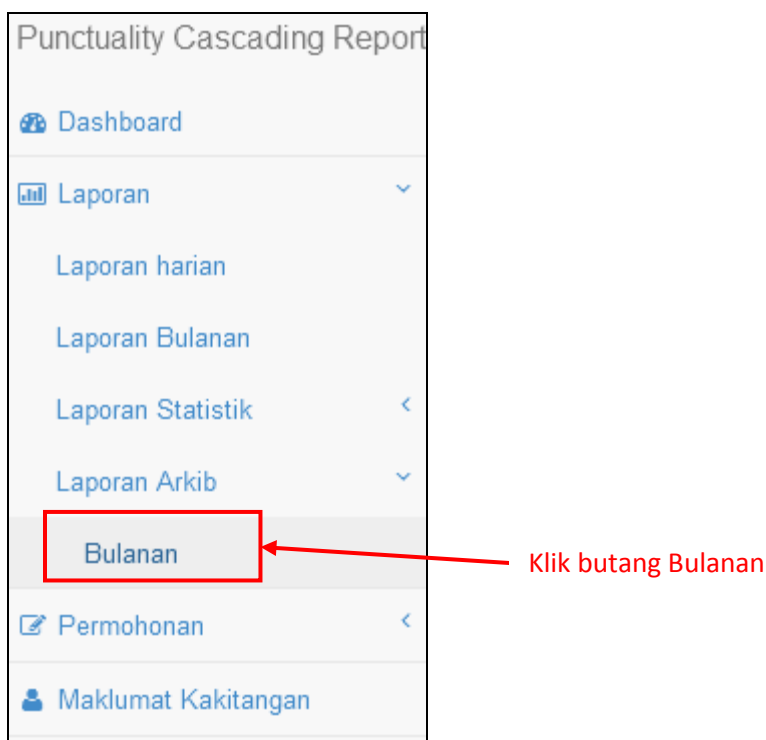 Punctuality Cascading Report
Dashboard
Laporan
Laporan harian
Laporan Bulanan
Laporan Statistik
Laporan Arkib
Bulanan
Klik butang Bulanan
Permohonan
Maklumat Kakitangan